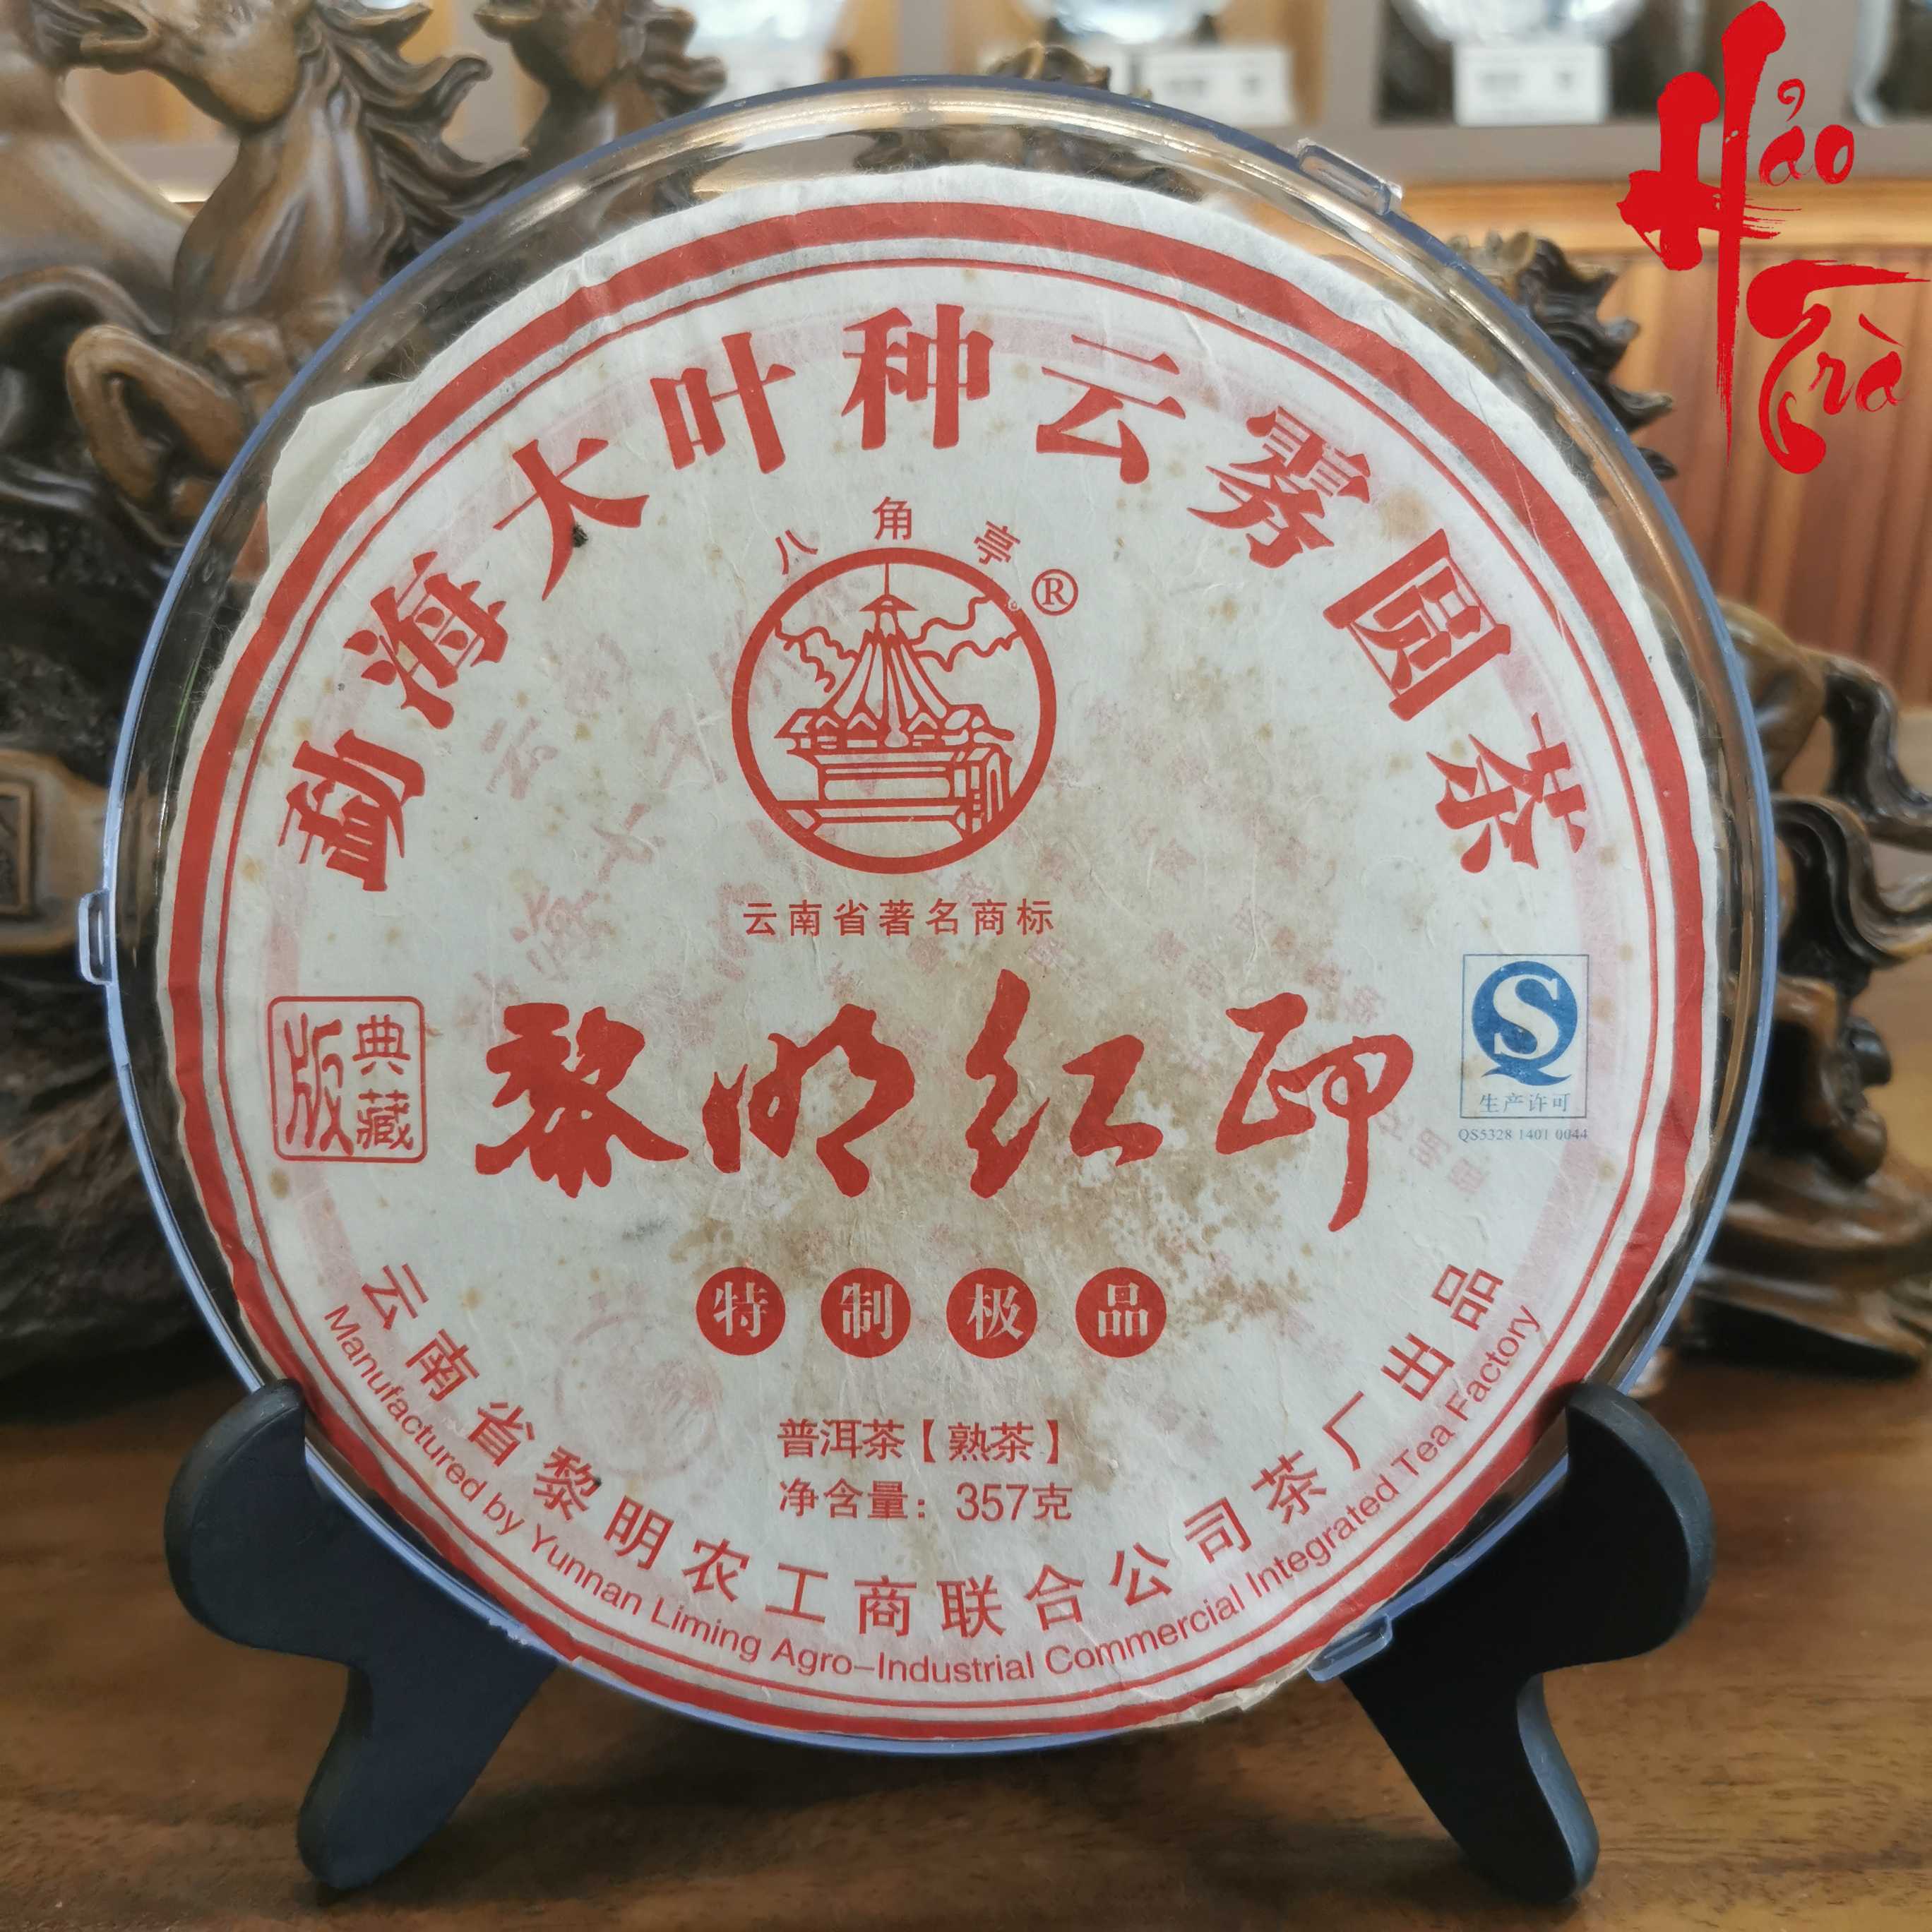 Hảo
Trà
勐海大叶种云雾圆茶
八角亭
®
云南省著名商标
典藏
版
黎明红印
生产许可
QS5328 1401 0044
特制极品
普洱茶【熟茶】
净含量：357克
云南省黎明农工商联合公司茶厂出品
Manufactured by Yunnan Liming Agro-Industrial Commercial Integrated Tea Factory